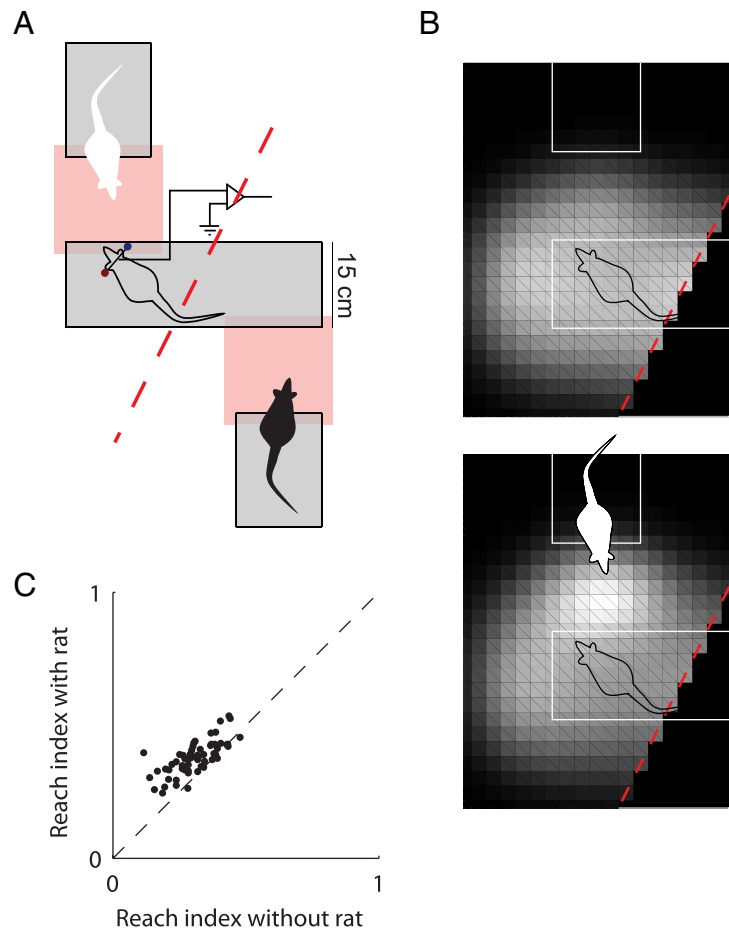 A
B
15 cm
C
1
Reach index with rat
0
0
1
Reach index without rat